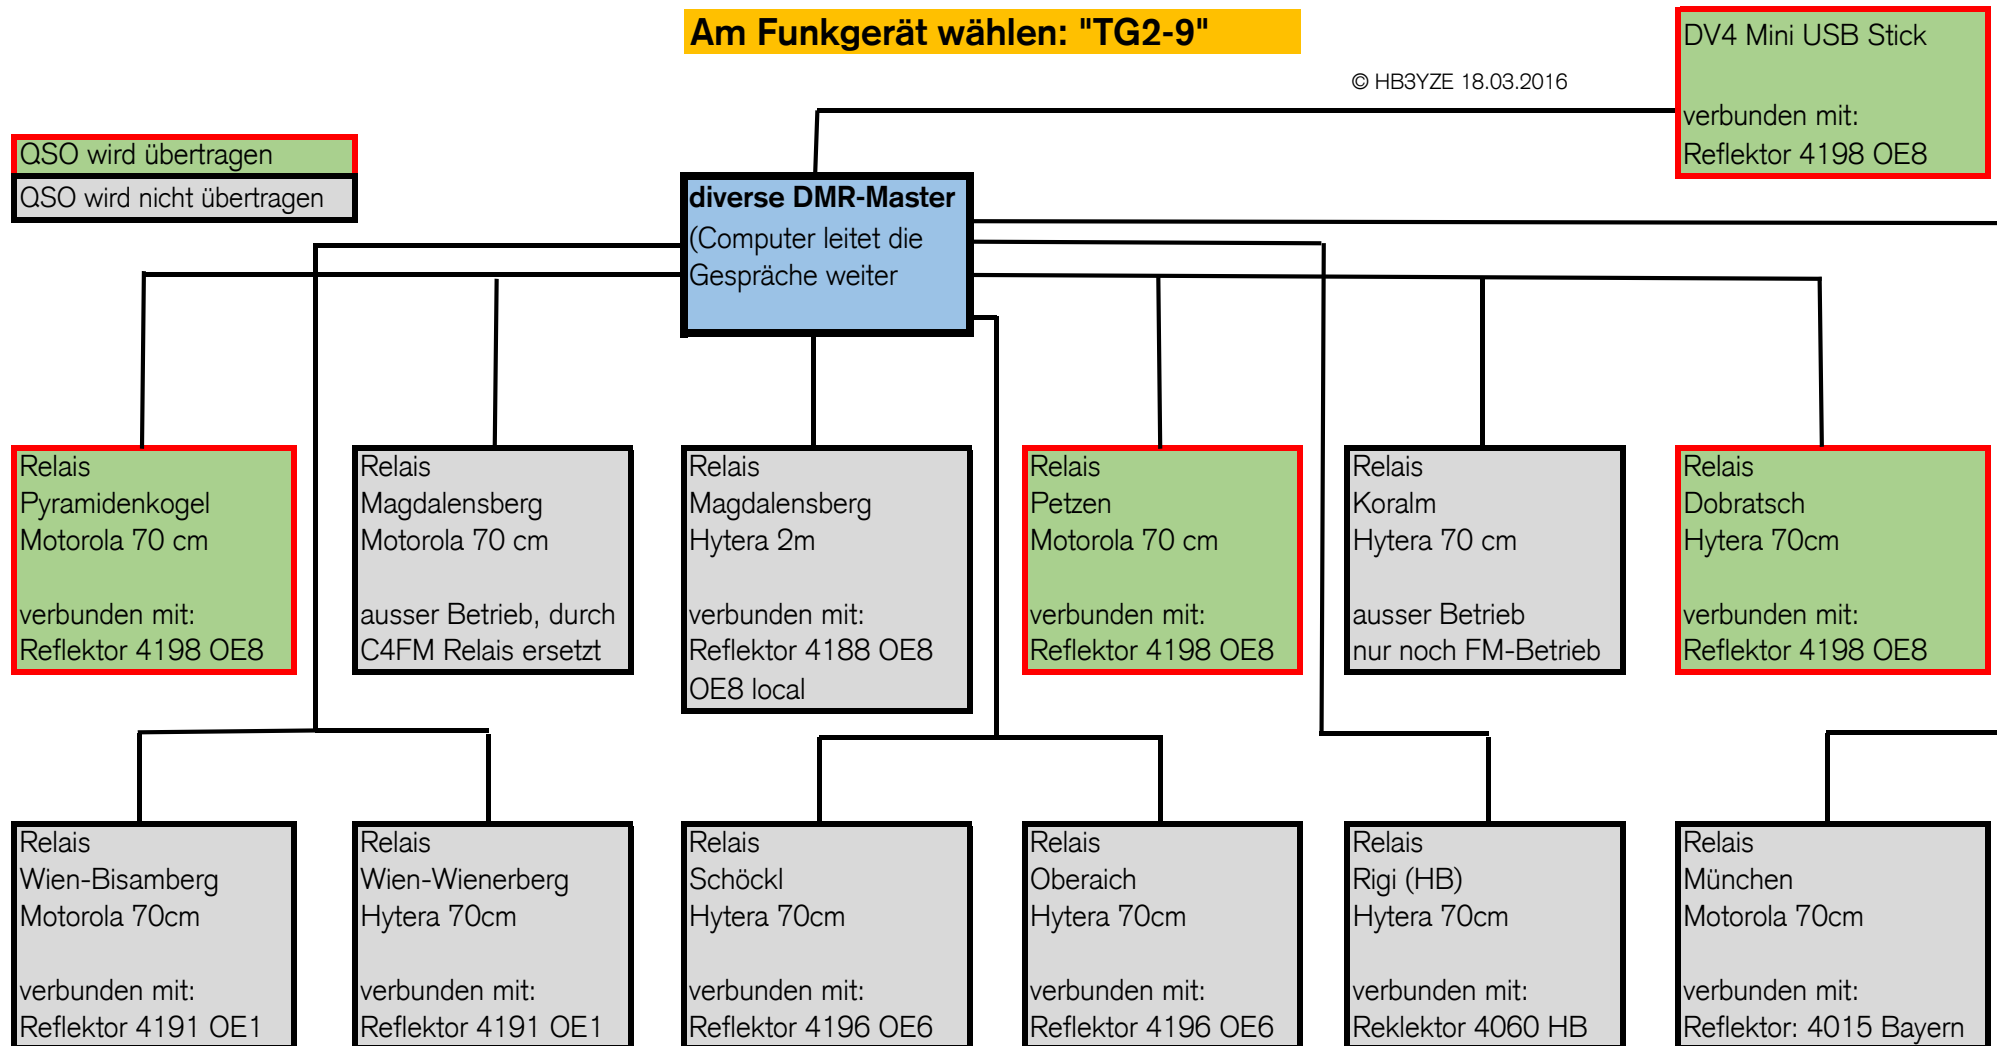 Am Funkgerät wählen: "TG2-9"
DV4 Mini USB Stick
verbunden mit:
Reflektor 4198 OE8
© HB3YZE 18.03.2016
QSO wird übertragen
QSO wird nicht übertragen
diverse DMR-Master
(Computer leitet die
Gespräche weiter
Relais
Pyramidenkogel
Motorola 70 cm
verbunden mit:
Reflektor 4198 OE8
Relais
Magdalensberg
Motorola 70 cm
ausser Betrieb, durch
C4FM Relais ersetzt
Relais
Magdalensberg
Hytera 2m
verbunden mit:
Reflektor 4188 OE8
OE8 local
Relais
Petzen
Motorola 70 cm
verbunden mit:
Reflektor 4198 OE8
Relais
Koralm
Hytera 70 cm
ausser Betrieb
nur noch FM-Betrieb
Relais
Dobratsch
Hytera 70cm
verbunden mit:
Reflektor 4198 OE8
Relais
Wien-Bisamberg
Motorola 70cm
verbunden mit:
Reflektor 4191 OE1
Relais
Wien-Wienerberg
Hytera 70cm
verbunden mit:
Reflektor 4191 OE1
Relais
Schöckl
Hytera 70cm
verbunden mit:
Reflektor 4196 OE6
Relais
Oberaich
Hytera 70cm
verbunden mit:
Reflektor 4196 OE6
Relais
Rigi (HB)
Hytera 70cm
verbunden mit:
Reklektor 4060 HB
Relais
München
Motorola 70cm
verbunden mit:
Reflektor: 4015 Bayern